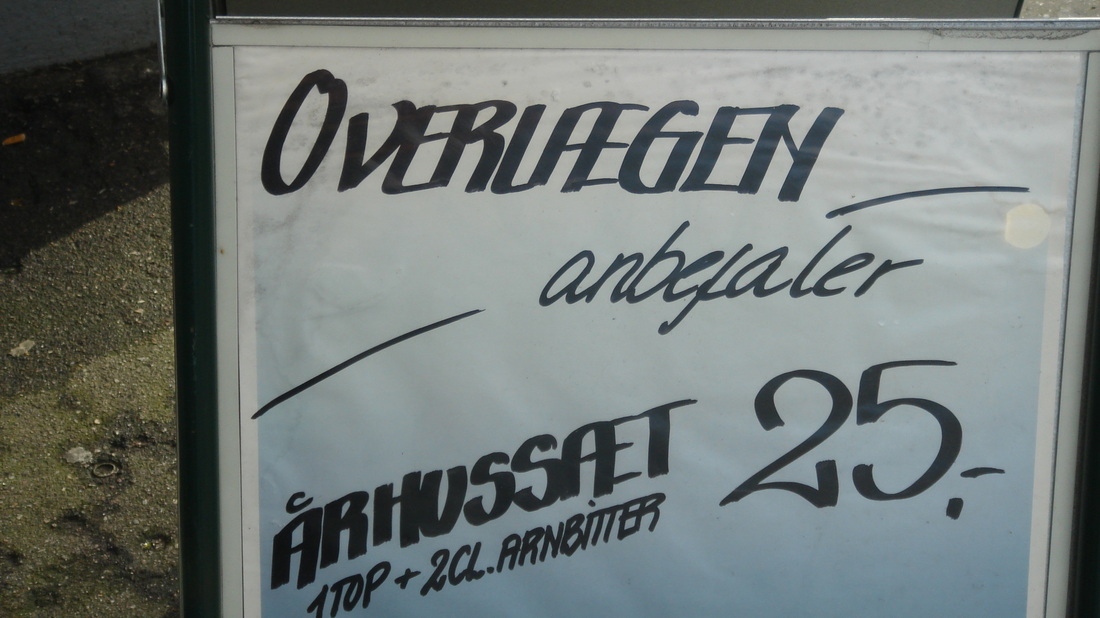 OVERLÆGEN
anbefaler
ÅRHUSSÆT 25,-
1TOP + 2CL. ARNBITTER